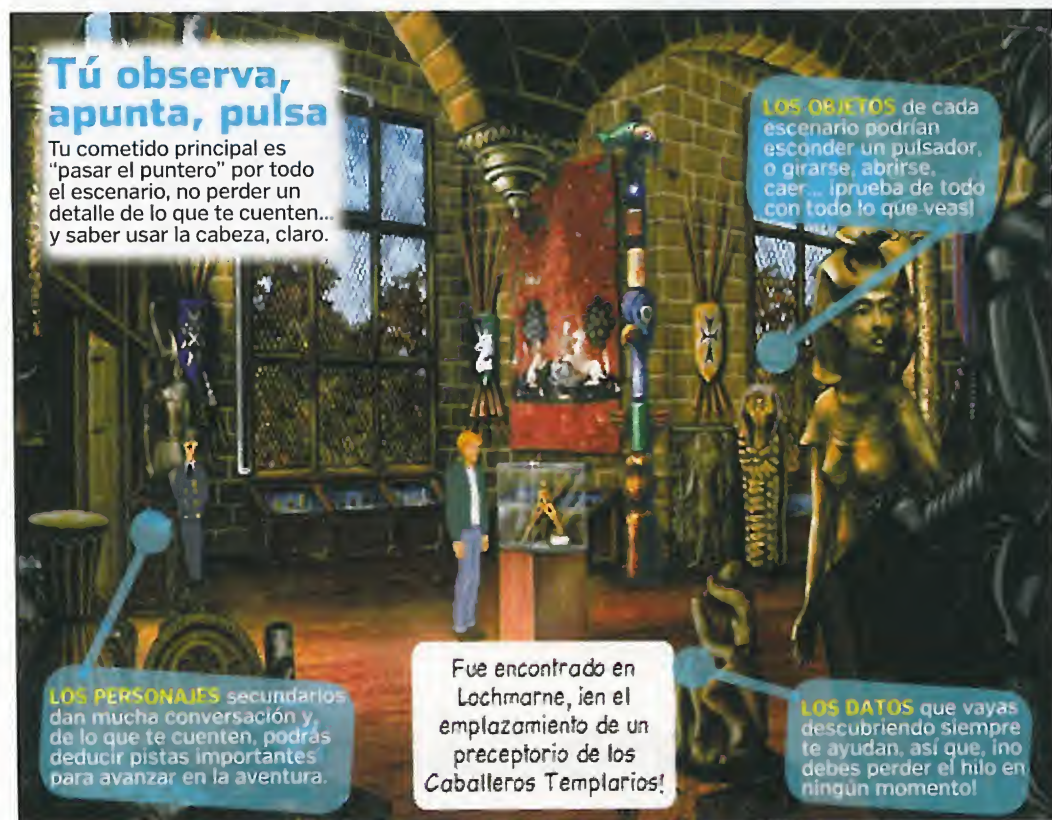 Tú observa,
apunta, pulsa
Tu cometido principal es
"pasar el puntero" por todo
el escenario, no perder un
detalle de lo que te cuenten...
y saber usar la cabeza, claro.
LOS OBJETOS de cada
escenario podrían
esconder un pulsador,
o girarse, abrirse,
caer... ¡prueba de todo
con todo lo que veas!
LOS PERSONAJES secundarios
dan mucha conversación y,
de lo que te cuenten, podrás
deducir pistas importantes
para avanzar en la aventura.
Fue encontrado en
Lochmarne, ¡en el
emplazamiento de un
preceptorio de los
Caballeros Templarios!
LOS DATOS que vayas
descubriendo siempre
te ayudan, así que, ¡no
debes perder el hilo en
ningún momento!